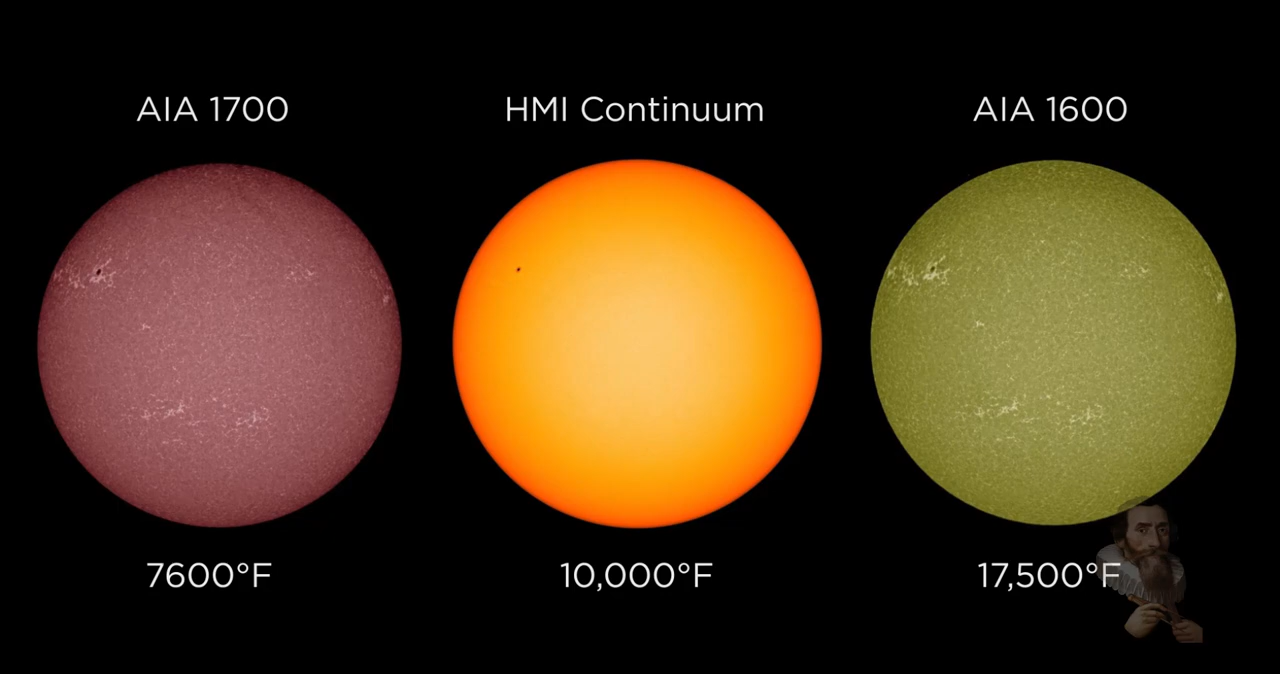 AIA 1700
HMI Continuum
AIA 1600
7600°F
10,000°F
17,500°F